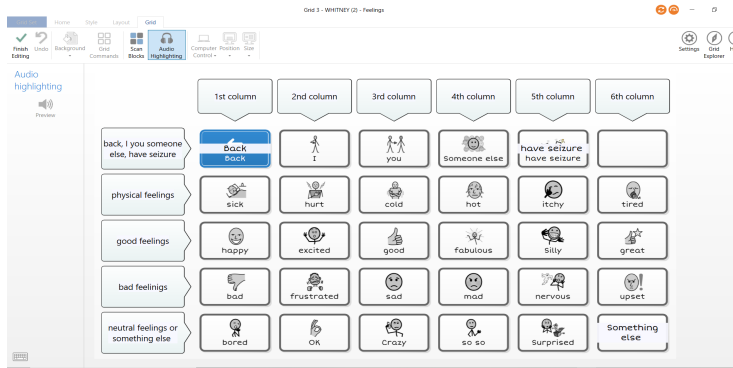 Grid 3 - WHITNEY (2) - Feelings
Home Style Layout Grid
Finish Editing
Undo
Background
Grid Commands
Scan Blocks
Audio Highlighting
Computer Control
Position
Size
Settings
Grid Explorer
Audio highlighting
Preview
1st column 2nd column 3rd column 4th column 5th column 6th column
back, I you someone
else, have seizure
Back
Back I you Someone else
have seizure
have seizure
physical feelings
sick hurt cold hot itchy tired
good feelings
happy excited good fabulous Silly great
bad feelinigs
bad frustrated sad mad nervous upset
neutral feelings or
something else
bored OK Crazy so so Surprised
Something
else